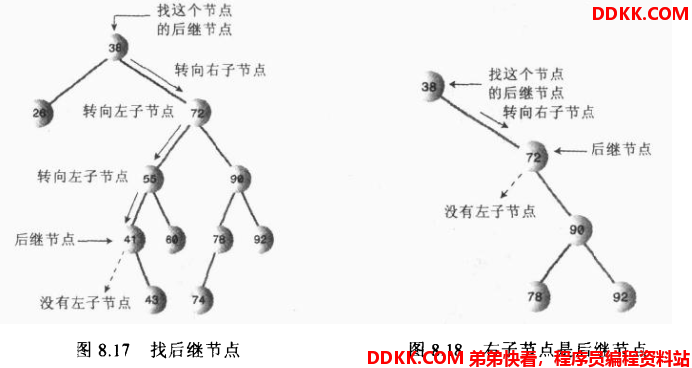 DDKK.COM
找这个节点
的后继节点
38
转向右子节点
26
转向左子节点
72
转向左子节点
55
90
后继节点
41
60
78
92
没有左子节点
43
74
图 8.17 找后继节点
38
找这个节点
的后继节点
转向右子节点
72
后继节点
没有左子节点
90
78
92
图 8.18 右子节点是后继节点
DDKK.COM 弟弟快看，程序员编程资料站